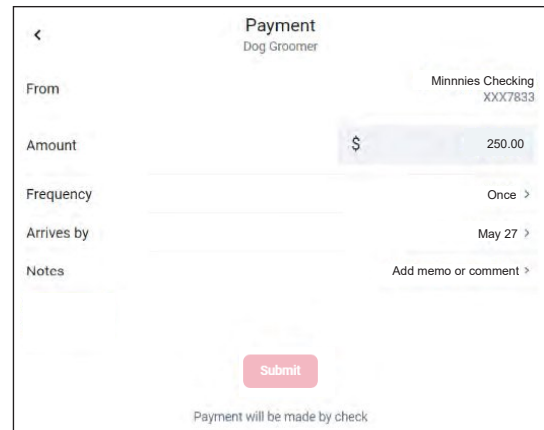 Payment
Dog Groomer
From
Minnnies Checking
XXX7833
Amount
$ 250.00
Frequency
Once >
Arrives by
May 27 >
Notes
Add memo or comment >
Submit
Payment will be made by check